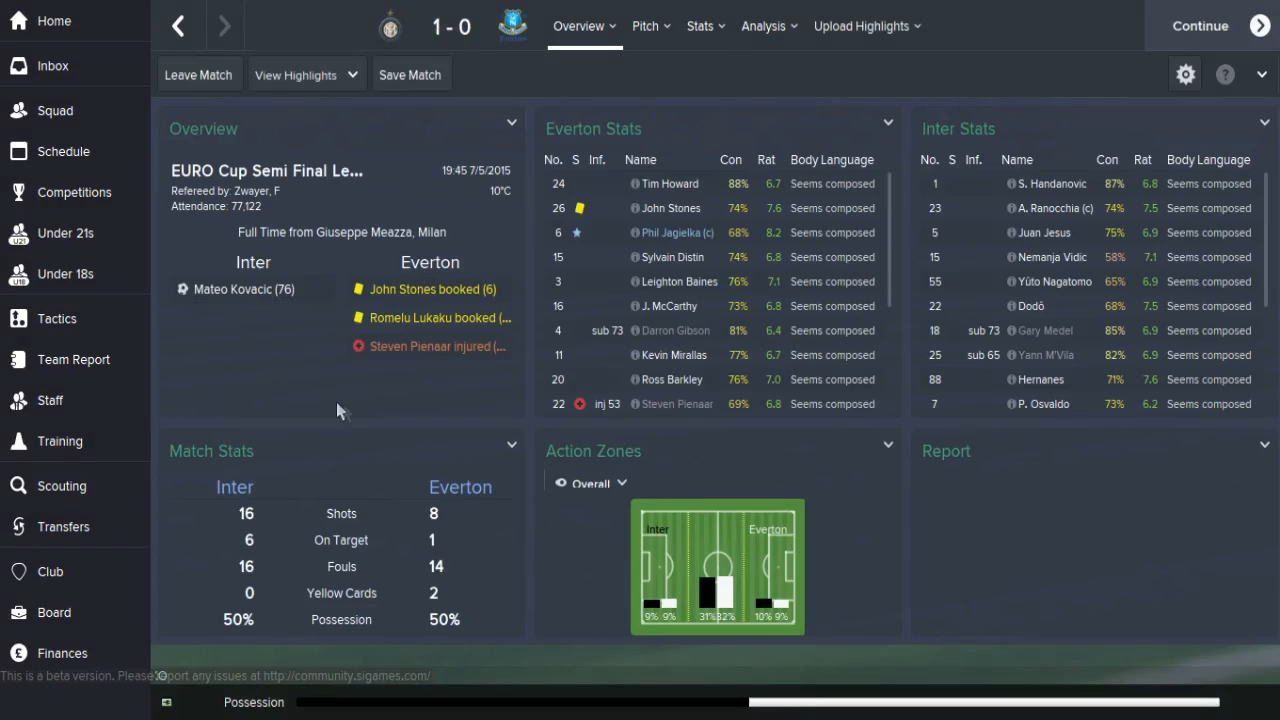 Home
Inbox
Squad
Schedule
Competitions
U21
Under 21s
U18
Under 18s
Tactics
Team Report
Staff
Training
Scouting
Transfers
Club
Board
Finances
1 - 0
Everton
Overview
Pitch
Stats
Analysis
Upload Highlights
Continue
Leave Match
View Highlights
Save Match
?
Overview
EURO Cup Semi Final Le...
19:45 7/5/2015
Refereed by: Zwayer, F
10°C
Attendance: 77,122
Full Time from Giuseppe Meazza, Milan
Inter Everton
Mateo Kovacic (76)
John Stones booked (6)
Romelu Lukaku booked (...
Steven Pienaar injured (...
Everton Stats
No. S Inf. Name Con Rat Body Language
24 Tim Howard 88% 6.7 Seems composed
26 John Stones 74% 7.6 Seems composed
6 Phil Jagielka (c) 68% 8.2 Seems composed
15 Sylvain Distin 74% 6.8 Seems composed
3 Leighton Baines 76% 7.1 Seems composed
16 J. McCarthy 73% 6.8 Seems composed
4 sub 73 Darron Gibson 81% 6.4 Seems composed
11 Kevin Mirallas 77% 6.7 Seems composed
20 Ross Barkley 76% 7.0 Seems composed
22 inj 53 Steven Pienaar 69% 6.8 Seems composed
Inter Stats
No. S Inf. Name Con Rat Body Language
1 S. Handanovic 87% 6.8 Seems composed
23 A. Ranocchia (c) 74% 7.5 Seems composed
5 Juan Jesus 75% 6.9 Seems composed
15 Nemanja Vidic 58% 7.1 Seems composed
55 Yūto Nagatomo 65% 6.9 Seems composed
22 Dodô 68% 7.5 Seems composed
18 sub 73 Gary Medel 85% 6.9 Seems composed
25 sub 65 Yann M'Vila 82% 6.9 Seems composed
88 Hernanes 71% 7.6 Seems composed
7 P. Osvaldo 73% 6.2 Seems composed
Match Stats
Inter Everton
16 Shots 8
6 On Target 1
16 Fouls 14
0 Yellow Cards 2
50% Possession 50%
Action Zones
Overall
Inter Everton
9% 9% 31% 32% 10% 9%
Report
This is a beta version. Please report any issues at http://community.sigames.com/
Possession